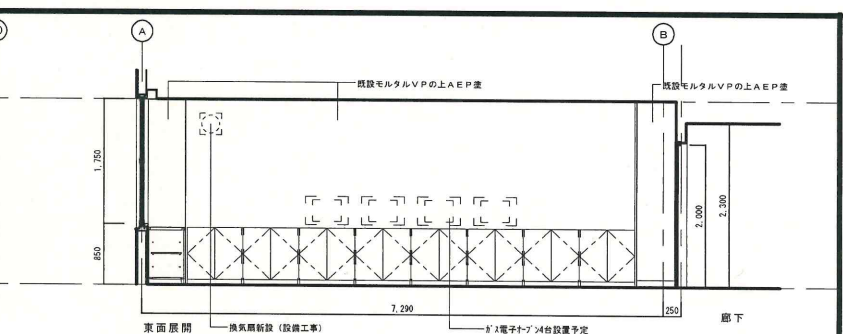 A
B
既設モルタルVPの上AEP塗
既設モルタルVPの上AEP塗
1,750
850
2,000
2,300
7,290
250
東面展開
換気扇新設（設備工事）
ガス電子オーブン4台設置予定
廊下